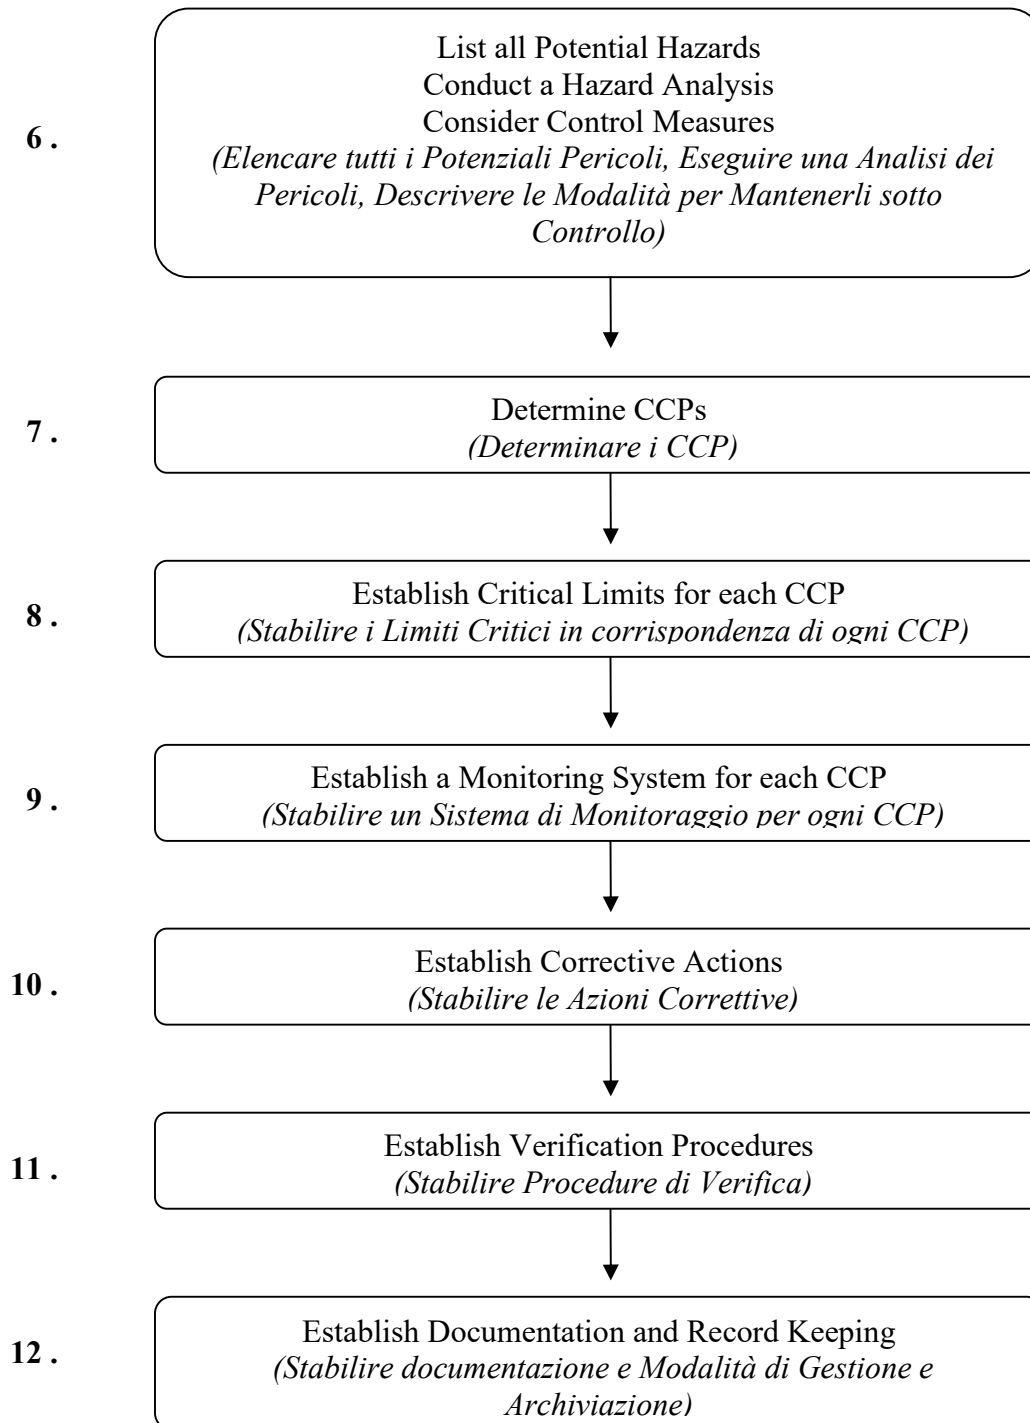 6 .
List all Potential Hazards
Conduct a Hazard Analysis
Consider Control Measures
(Elencare tutti i Potenziali Pericoli, Eseguire una Analisi dei
Pericoli, Descrivere le Modalità per Mantenerli sotto
Controllo)
7 .
Determine CCPs
(Determinare i CCP)
8 .
Establish Critical Limits for each CCP
(Stabilire i Limiti Critici in corrispondenza di ogni CCP)
9 .
Establish a Monitoring System for each CCP
(Stabilire un Sistema di Monitoraggio per ogni CCP)
10 .
Establish Corrective Actions
(Stabilire le Azioni Correttive)
11 .
Establish Verification Procedures
(Stabilire Procedure di Verifica)
12 .
Establish Documentation and Record Keeping
(Stabilire documentazione e Modalità di Gestione e
Archiviazione)